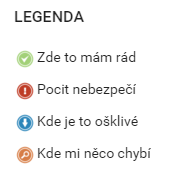 LEGENDA
Zde to mám rád
Pocit nebezpečí
Kde je to ošklivé
Kde mi něco chybí